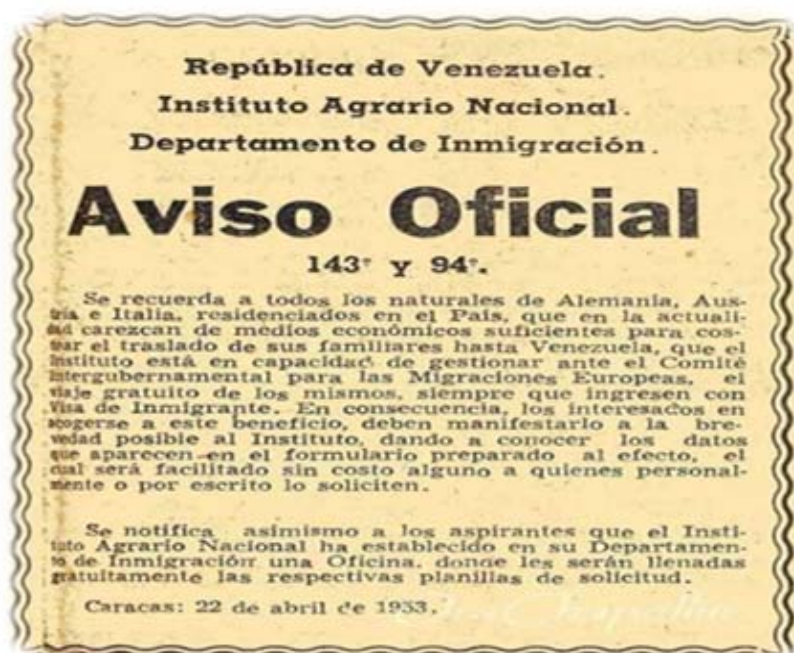 República de Venezuela.
Instituto Agrario Nacional.
Departamento de Inmigración.
Aviso Oficial
143° y 94°.
Se recuerda a todos los naturales de Alemania, Aus-
tria e Italia, residenciados en el País, que en la actuali-
dad carezcan de medios económicos suficientes para cos-
tear el traslado de sus familiares hasta Venezuela, que el
Instituto está en capacidad de gestionar ante el Comité
Intergubernamental para las Migraciones Europeas, el
viaje gratuito de los mismos, siempre que ingresen con
Visa de Inmigrante. En consecuencia, los interesados en
acogerse a este beneficio, deben manifestarlo a la bre-
vedad posible al Instituto, dando a conocer los datos
que aparecen en el formulario preparado al efecto, el
cual será facilitado sin costo alguno a quienes personal-
mente o por escrito lo soliciten.
Se notifica asimismo a los aspirantes que el Insti-
tuto Agrario Nacional ha establecido en su Departamen-
to de Inmigración una Oficina, donde les serán llenadas
gratuitamente las respectivas planillas de solicitud.
Caracas: 22 de abril de 1953.